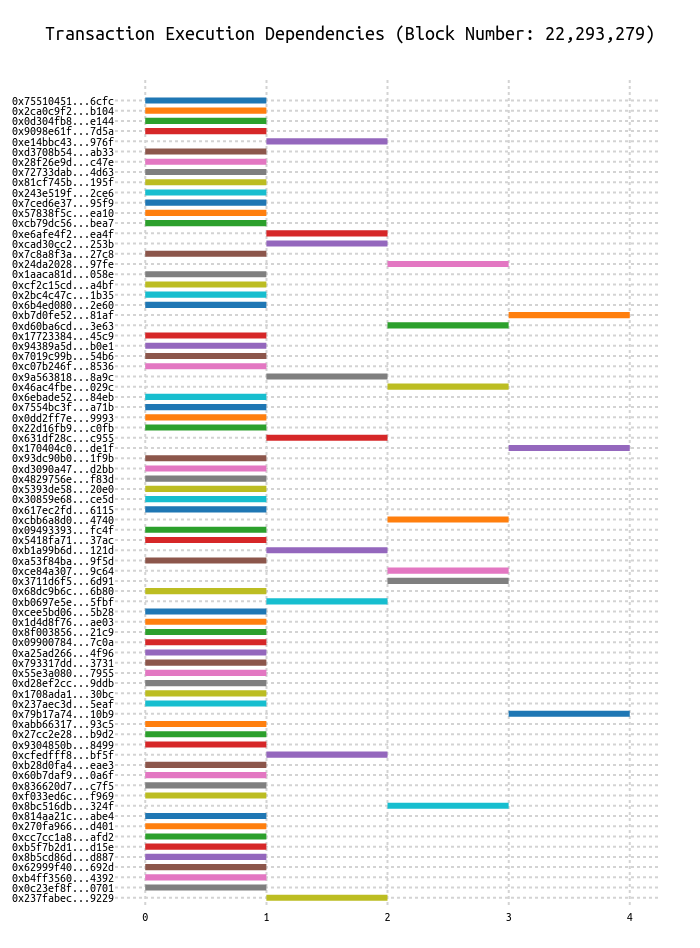 Transaction Execution Dependencies (Block Number: 22,293,279)
0x75510451...6cfc
0x2ca0c9f2...b104
0x0d304fb8...e144
0x9098e61f...7d5a
0xe14bbc43...976f
0xd3708b54...ab33
0x28f26e9d...c47e
0x72733dab...4d63
0x81cf745b...195f
0x243e519f...2ce6
0x7ced6e37...95f9
0x57838f5c...ea10
0xcb79dc56...bea7
0xe6afe4f2...ea4f
0xcad30cc2...253b
0x7c8a8f3a...27c8
0x24da2028...97fe
0x1aaca81d...058e
0xcf2c15cd...a4bf
0x2bc4c47c...1b35
0x6b4ed080...2e60
0xb7d0fe52...81af
0xd60ba6cd...3e63
0x17723384...45c9
0x94389a5d...b0e1
0x7019c99b...54b6
0xc07b246f...8536
0x9a563818...8a9c
0x46ac4fbe...029c
0x6ebade52...84eb
0x7554bc3f...a71b
0x0dd2ff7e...9993
0x22d16fb9...c0fb
0x631df28c...c955
0x170404c0...de1f
0x93dc90b0...1f9b
0xd3090a47...d2bb
0x4829756e...f83d
0x5393de58...20e0
0x30859e68...ce5d
0x617ec2fd...6115
0xcbb6a8d0...4740
0x09493393...fc4f
0x5418fa71...37ac
0xb1a99b6d...121d
0xa53f84ba...9f5d
0xce84a307...9c64
0x3711d6f5...6d91
0x68dc9b6c...6b80
0xb0697e5e...5fbf
0xcee5bd06...5b28
0x1d4d8f76...ae03
0x8f003856...21c9
0x09900784...7c0a
0xa25ad266...4f96
0x793317dd...3731
0x55e3a080...7955
0xd28ef2cc...9ddb
0x1708ada1...30bc
0x237aec3d...5eaf
0x79b17a74...10b9
0xabb66317...93c5
0x27cc2e28...b9d2
0x9304850b...8499
0xcfedfff8...bf5f
0xb28d0fa4...eae3
0x60b7daf9...0a6f
0x836620d7...c7f5
0xf033ed6c...f969
0x8bc516db...324f
0x814aa21c...abe4
0x270fa966...d401
0xcc7cc1a8...afd2
0xb5f7b2d1...d15e
0x8b5cd86d...d887
0x62999f40...692d
0xb4ff3560...4392
0x0c23ef8f...0701
0x237fabec...9229
0 1 2 3 4